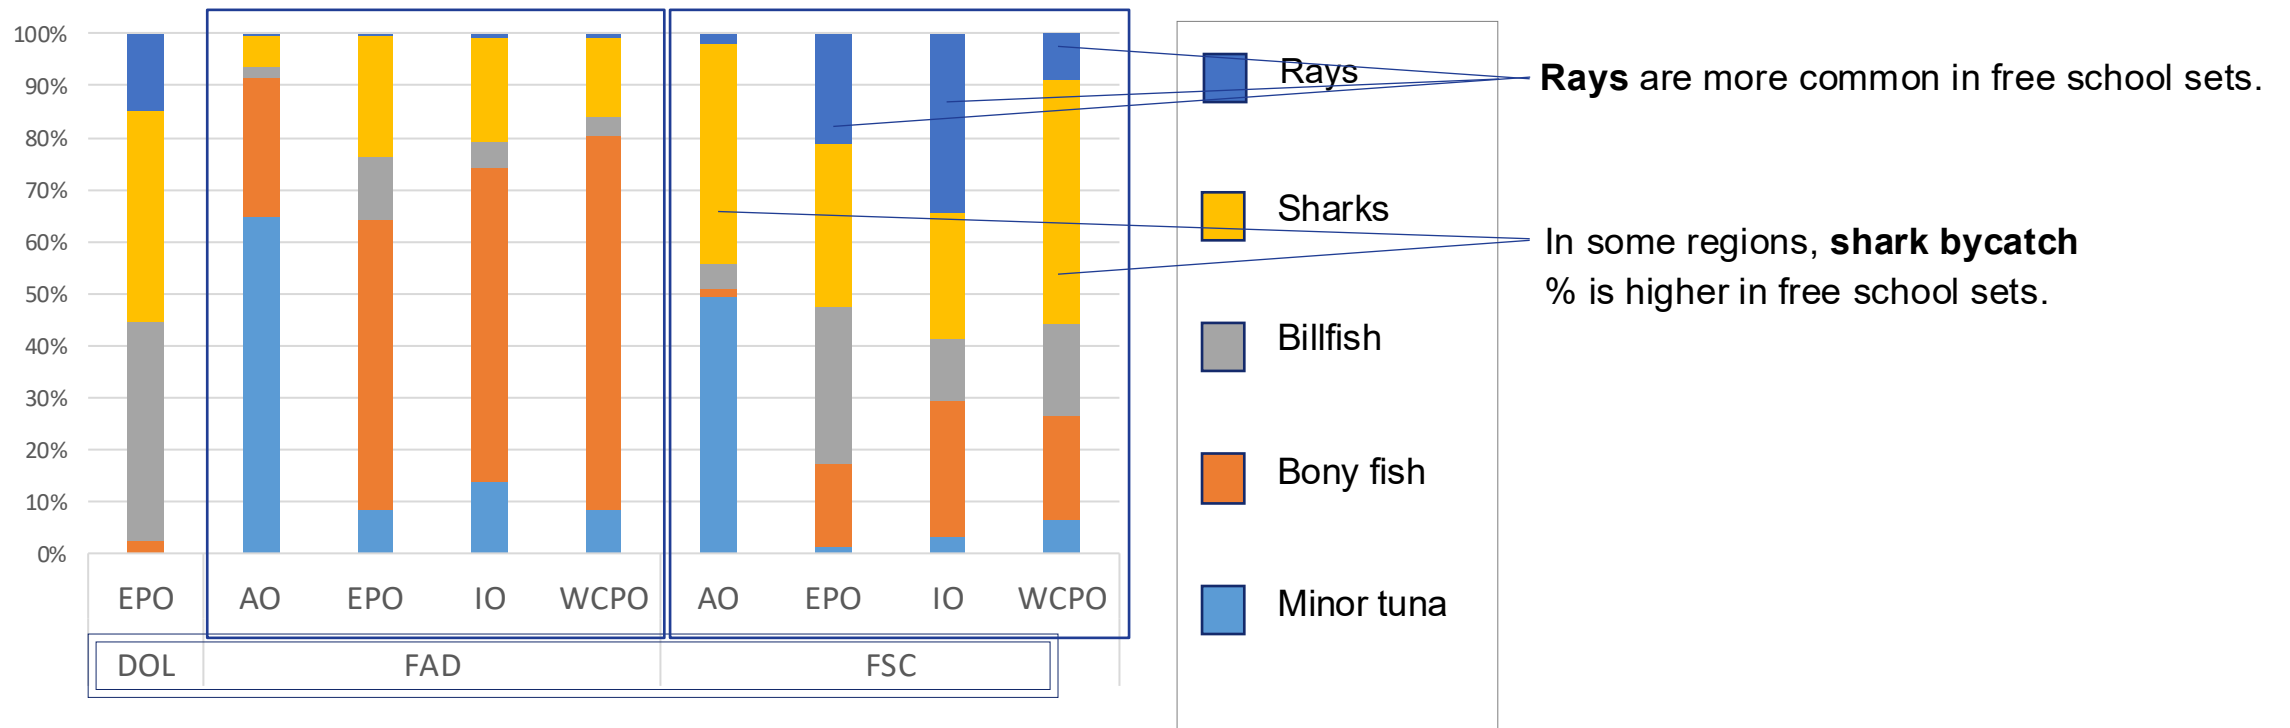 100%
90%
80%
70%
60%
50%
40%
30%
20%
10%
0%
EPO AO EPO IO WCPO AO EPO IO WCPO
DOL FAD FSC
Rays
Sharks
Billfish
Bony fish
Minor tuna
Rays are more common in free school sets.
In some regions, shark bycatch
% is higher in free school sets.